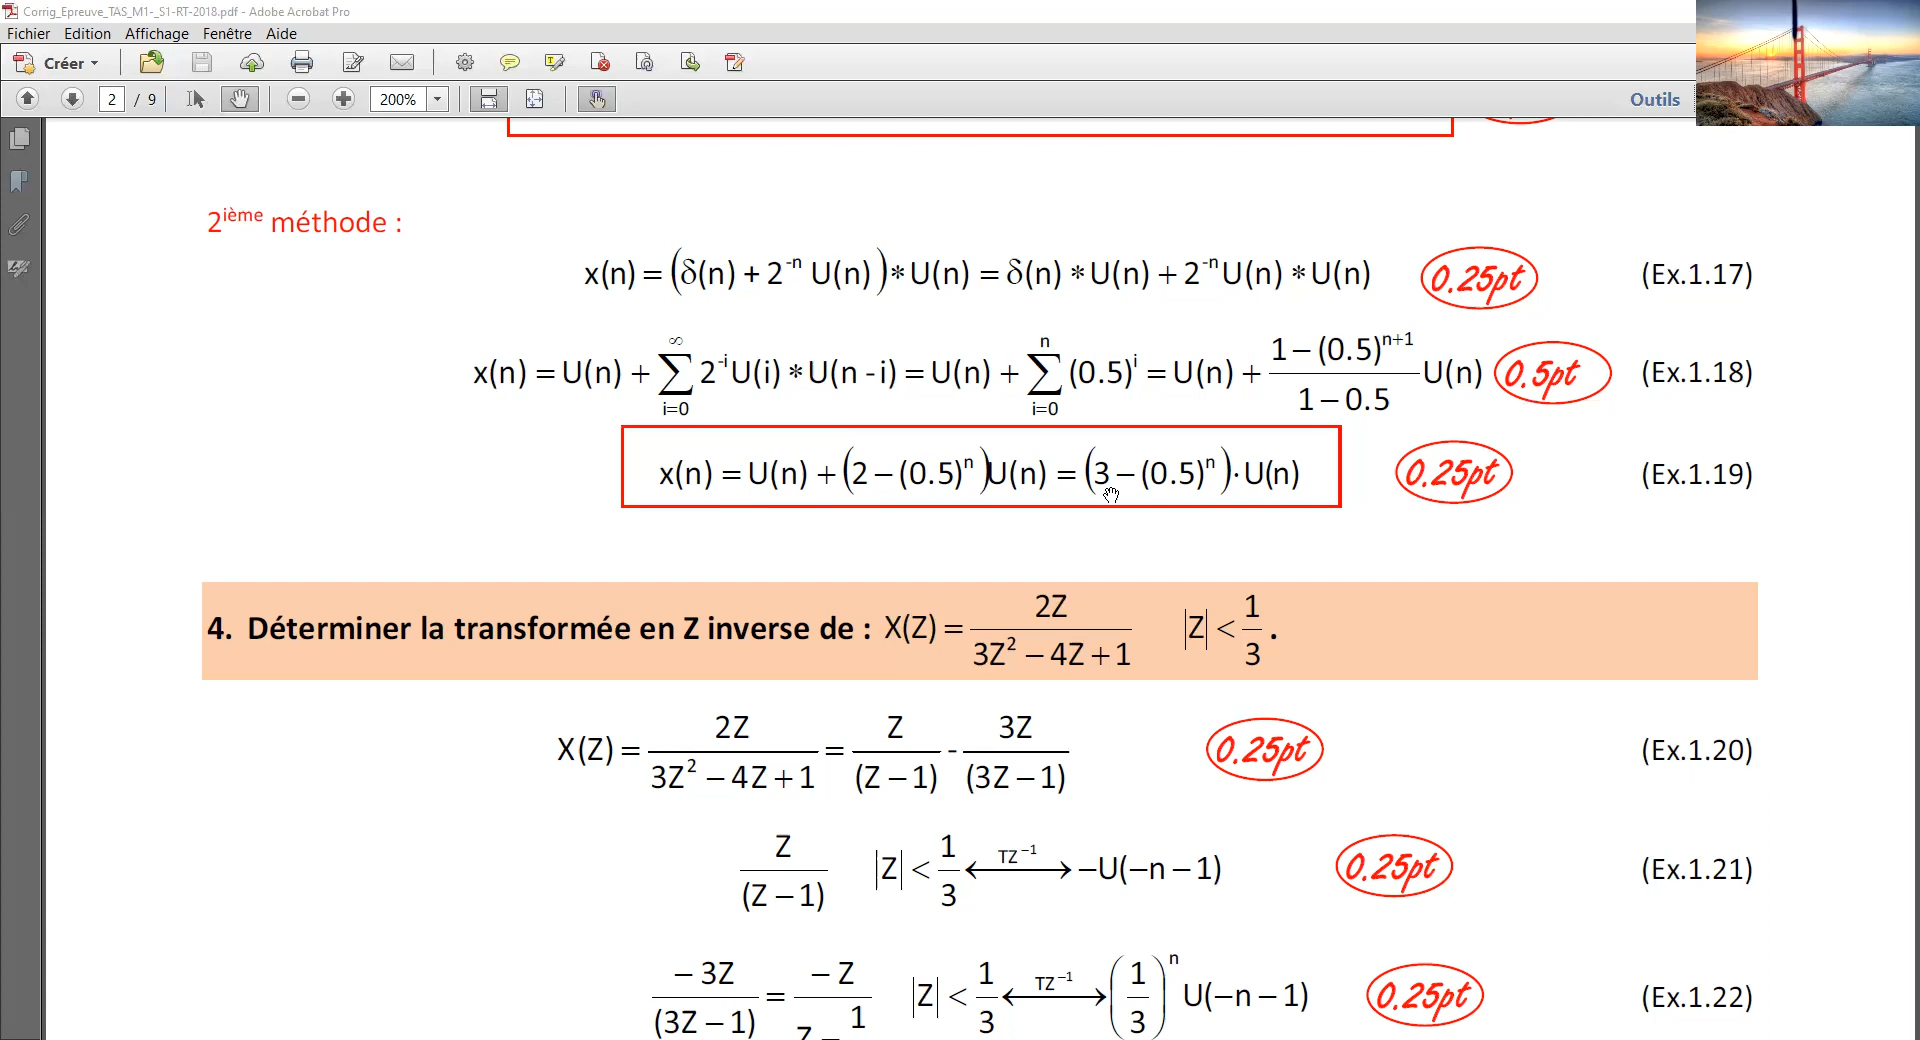 Corrig_Epreuve_TAS_M1-_S1-RT-2018.pdf - Adobe Acrobat Pro
Fichier Edition Affichage Fenêtre Aide
Créer
2 / 9 200% Outils
2ième méthode :
x(n) = (δ(n) + 2^-n U(n)) * U(n) = δ(n) * U(n) + 2^-n U(n) * U(n) 0.25pt (Ex.1.17)
x(n) = U(n) + ∑_{i=0}^{∞} 2^-i U(i) * U(n - i) = U(n) + ∑_{i=0}^{n} (0.5)^i = U(n) + (1 − (0.5)^{n+1})/(1 − 0.5) U(n) 0.5pt (Ex.1.18)
x(n) = U(n) + (2 − (0.5)^n) U(n) = (3 − (0.5)^n) · U(n) 0.25pt (Ex.1.19)
4. Déterminer la transformée en Z inverse de : X(Z) = 2Z/(3Z² − 4Z + 1) |Z| < 1/3 .
X(Z) = 2Z/(3Z² − 4Z + 1) = Z/(Z − 1) - 3Z/(3Z − 1) 0.25pt (Ex.1.20)
Z/(Z − 1) |Z| < 1/3 ⟷ TZ⁻¹ −U(−n − 1) 0.25pt (Ex.1.21)
− 3Z/(3Z − 1) = − Z/(Z − 1 |Z| < 1/3 ⟷ TZ⁻¹ (1/3)^n U(−n − 1) 0.25pt (Ex.1.22)